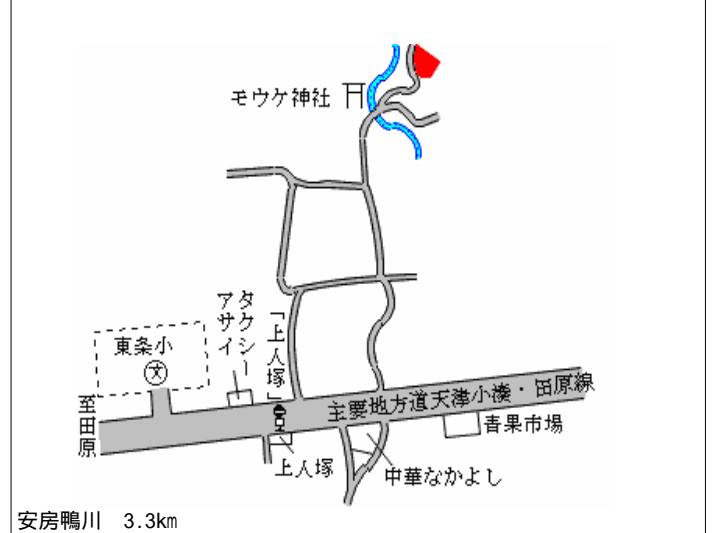 モウケ神社
アサイ
タクシー
「上人塚」
東条小
文
至田原
主要地方道天津小湊・田原線
青果市場
上人塚
中華なかよし
安房鴨川 3.3km